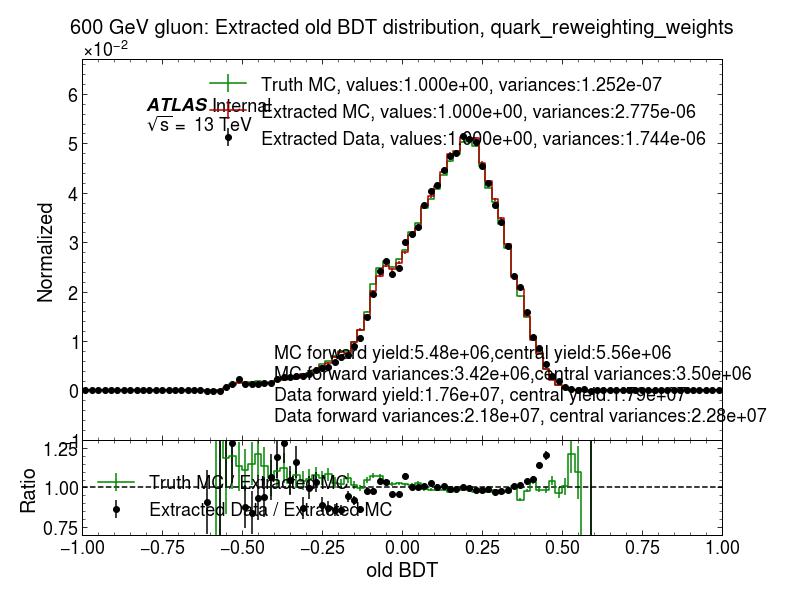 600 GeV gluon: Extracted old BDT distribution, quark_reweighting_weights
×10⁻²
Truth MC, values:1.000e+00, variances:1.252e-07
ATLAS Internal
Extracted MC, values:1.000e+00, variances:2.775e-06
√s = 13 TeV
Extracted Data, values:1.000e+00, variances:1.744e-06
6
5
4
3
2
1
0
Normalized
MC forward yield:5.48e+06,central yield:5.56e+06
MC forward variances:3.42e+06,central variances:3.50e+06
Data forward yield:1.76e+07, central yield:1.79e+07
Data forward variances:2.18e+07, central variances:2.28e+07
1
1.25
1.00
0.75
Ratio
Truth MC / Extracted MC
Extracted Data / Extracted MC
−1.00 −0.75 −0.50 −0.25 0.00 0.25 0.50 0.75 1.00
old BDT